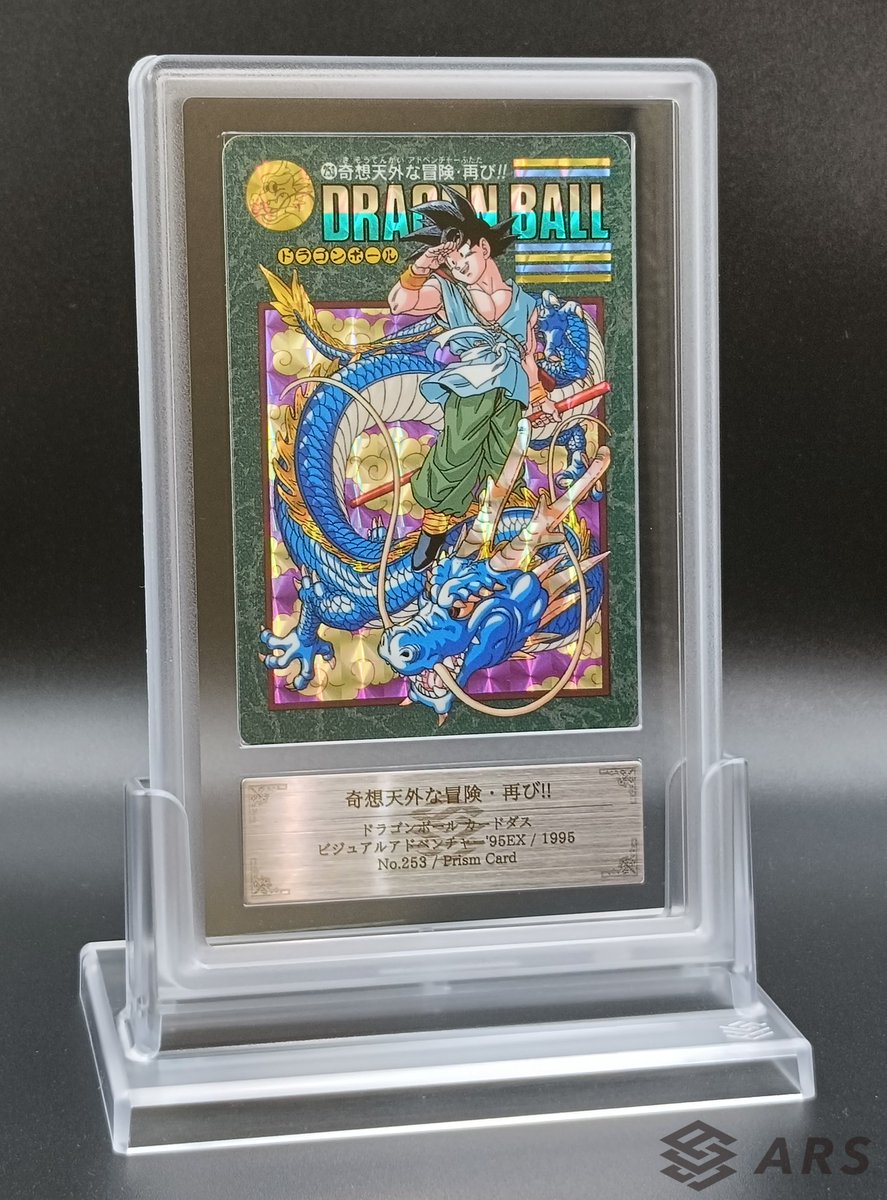 きそうてんがい アドベンチャーふたた
253 奇想天外な冒険・再び!!
DRAGON BALL
ドラゴンボール
奇想天外な冒険・再び!!
ドラゴンボール カードダス
ビジュアルアドベンチャー'95EX / 1995
No.253 / Prism Card
ARS